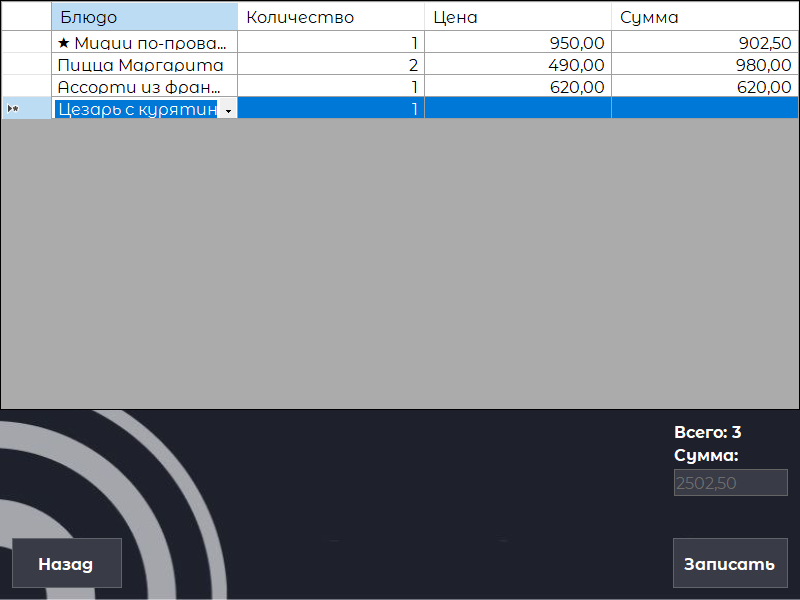 Блюдо Количество Цена Сумма
★ Мидии по-прова... 1 950,00 902,50
Пицца Маргарита 2 490,00 980,00
Ассорти из фран... 1 620,00 620,00
Цезарь с курятин 1
Всего: 3
Сумма:
2502,50
Назад Записать